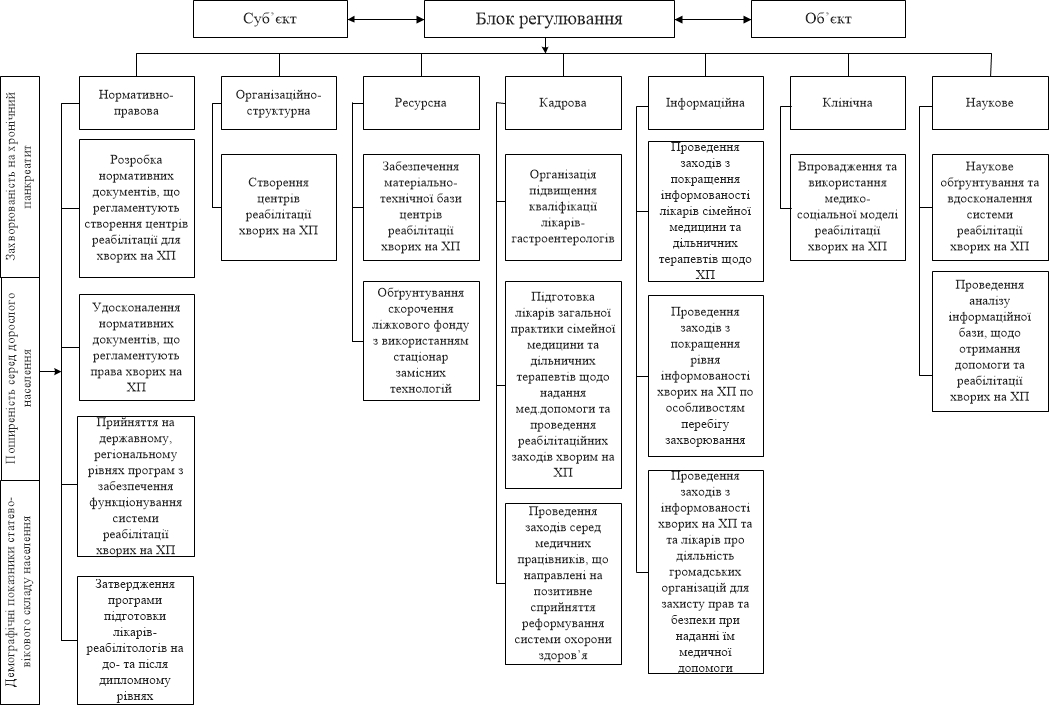 Суб’єкт
Блок регулювання
Об’єкт
Захворюваність на хронічний
панкреатит
Поширеність серед дорослого
населення
Демографічні показники статево-
вікового складу населення
Нормативно-
правова
Розробка
нормативних
документів, що
регламентують
створення центрів
реабілітації для
хворих на ХП
Удосконалення
нормативних
документів, що
регламентують
права хворих на
ХП
Прийняття на
державному,
регіональному
рівнях програм з
забезпечення
функціонування
системи
реабілітації
хворих на ХП
Затвердження
програми
підготовки
лікарів-
реабілітологів на
до- та після
дипломному
рівнях
Організаційно-
структурна
Створення
центрів
реабілітації
хворих на ХП
Ресурсна
Забезпечення
матеріально-
технічної бази
центрів
реабілітації
хворих на ХП
Обґрунтування
скорочення
ліжкового фонду
з використанням
стаціонар
замісних
технологій
Кадрова
Організація
підвищення
кваліфікації
лікарів-
гастроентерологів
Підготовка
лікарів загальної
практики сімейної
медицини та
дільничних
терапевтів щодо
надання
мед.допомоги та
проведення
реабілітаційних
заходів хворим на
ХП
Проведення
заходів серед
медичних
працівників, що
направлені на
позитивне
сприйняття
реформування
системи охорони
здоров’я
Інформаційна
Проведення
заходів з
покращення
інформованості
лікарів сімейної
медицини та
дільничних
терапевтів щодо
ХП
Проведення
заходів з
покращення
рівня
інформованості
хворих на ХП по
особливостям
перебігу
захворювання
Проведення
заходів з
інформованості
хворих на ХП та
та лікарів про
діяльність
громадських
організацій для
захисту прав та
безпеки при
наданні їм
медичної
допомоги
Клінічна
Впровадження та
використання
медико-
соціальної моделі
реабілітації
хворих на ХП
Наукове
Наукове
обґрунтування та
вдосконалення
системи
реабілітації
хворих на ХП
Проведення
аналізу
інформаційної
бази, щодо
отримання
допомоги та
реабілітації
хворих на ХП